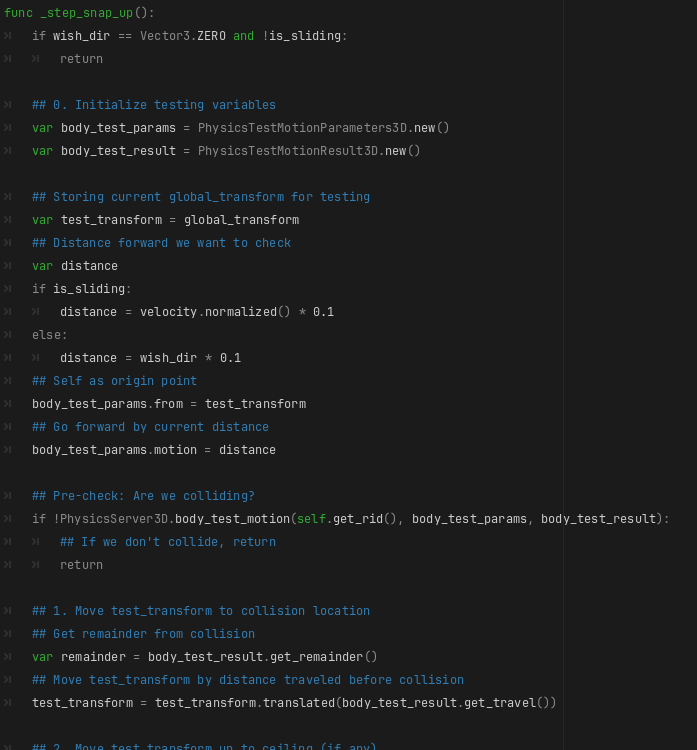 func _step_snap_up():
if wish_dir == Vector3.ZERO and !is_sliding:
return
## 0. Initialize testing variables
var body_test_params = PhysicsTestMotionParameters3D.new()
var body_test_result = PhysicsTestMotionResult3D.new()
## Storing current global_transform for testing
var test_transform = global_transform
## Distance forward we want to check
var distance
if is_sliding:
distance = velocity.normalized() * 0.1
else:
distance = wish_dir * 0.1
## Self as origin point
body_test_params.from = test_transform
## Go forward by current distance
body_test_params.motion = distance
## Pre-check: Are we colliding?
if !PhysicsServer3D.body_test_motion(self.get_rid(), body_test_params, body_test_result):
## If we don't collide, return
return
## 1. Move test_transform to collision location
## Get remainder from collision
var remainder = body_test_result.get_remainder()
## Move test_transform by distance traveled before collision
test_transform = test_transform.translated(body_test_result.get_travel())
## 2. Move test_transform up to ceiling (if any)